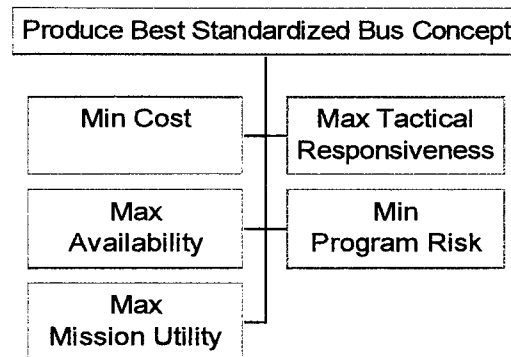 Produce Best Standardized Bus Concept
Min Cost
Max Tactical
Responsiveness
Max
Availability
Min
Program Risk
Max
Mission Utility